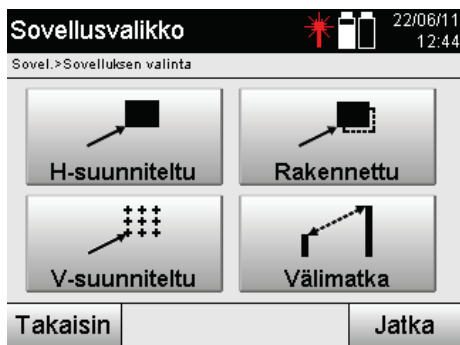 Sovellusvalikko
22/06/11
12:44
Sovel.>Sovelluksen valinta
H-suunniteltu
Rakennettu
V-suunniteltu
Välimatka
Takaisin
Jatka